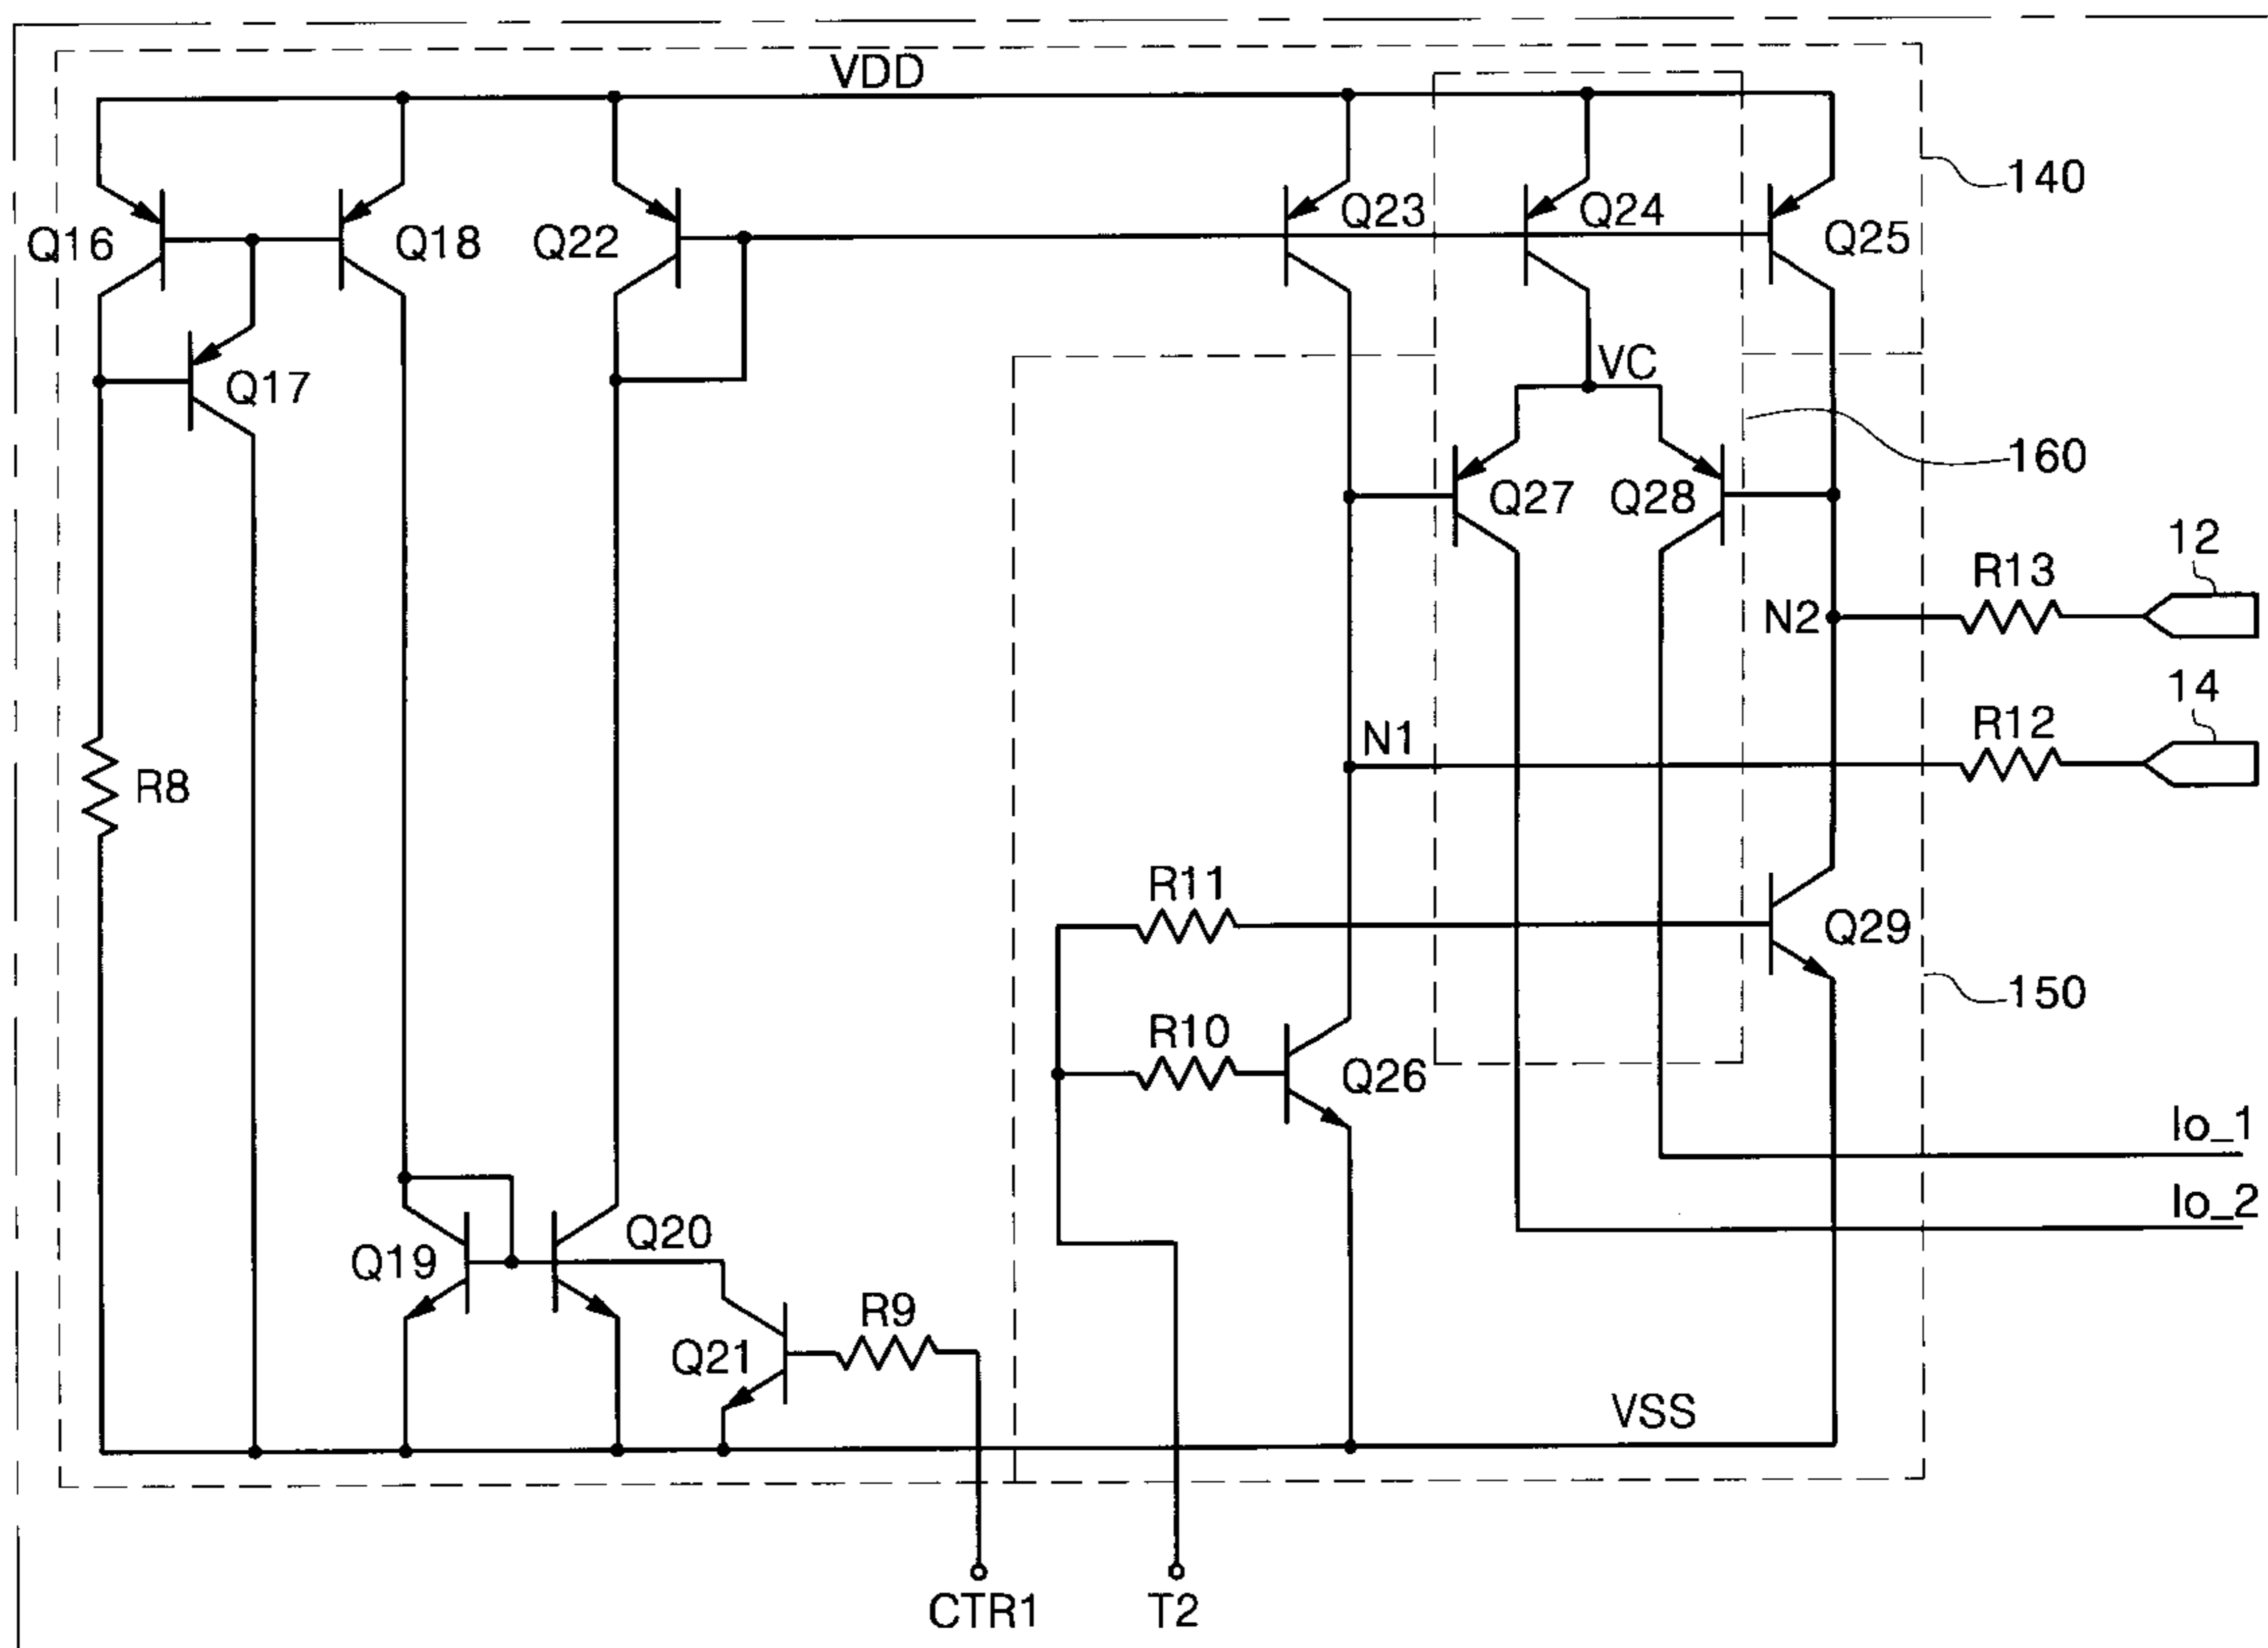 VDD
140
Q16
Q18
Q22
Q23
Q24
Q25
Q17
VC
160
Q27
Q28
12
R13
N2
14
R12
N1
R8
R11
Q29
150
R10
Q26
Io_1
Io_2
Q19
Q20
R9
Q21
VSS
CTR1
T2